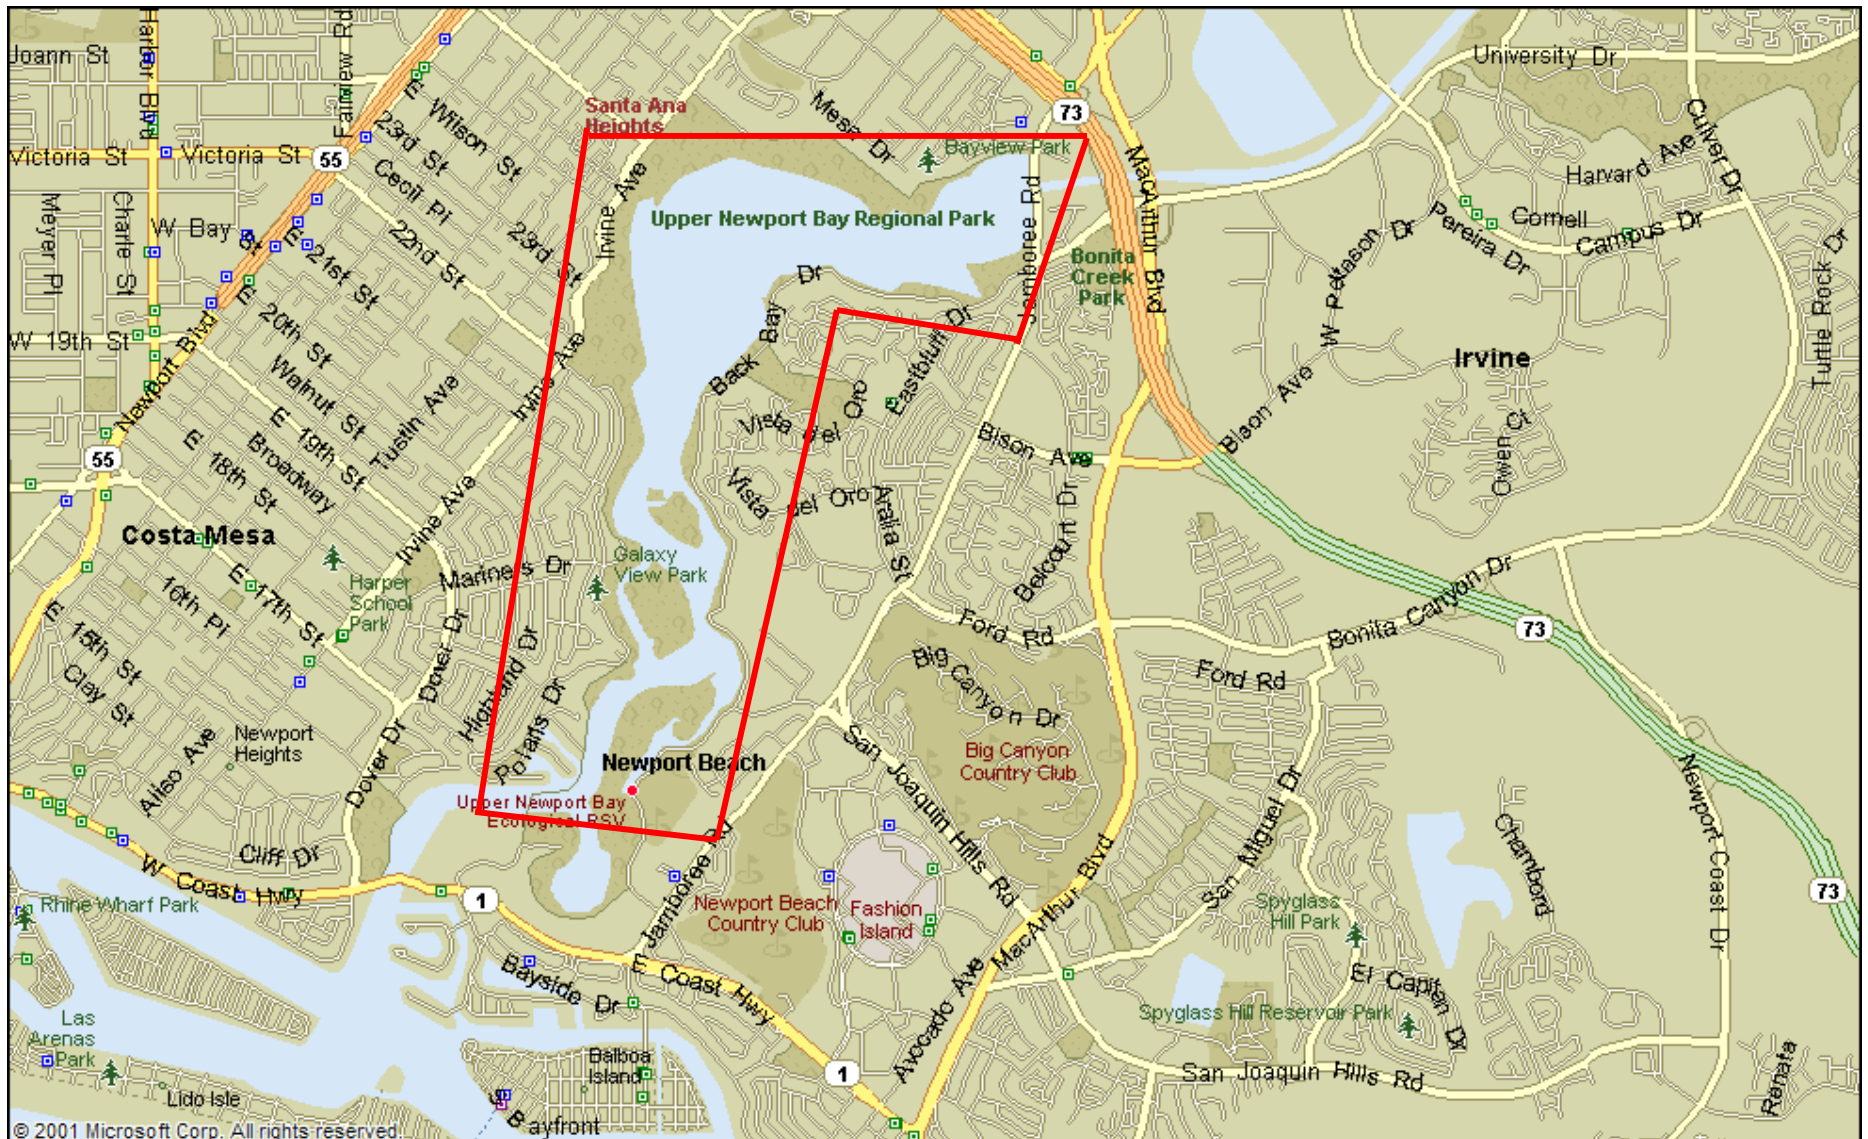 Joann St
Harbor Blvd
Fairview Rd
University Dr
Culver Dr
Santa Ana
Heights
Mesa Dr
73
E Wilson St
23rd St
Victoria St
Victoria St
55
Cecil Pl
22nd St
23rd St
Irvine Ave
Bayview Park
MacArthur Blvd
Harvard Ave
Cornell
Campus Dr
Pereira Dr
Patteson Dr
Meyer Pl
Charle St
W Bay St
E 21st St
Upper Newport Bay Regional Park
Jamboree Rd
Bonita
Creek
Park
Turtle Rock Dr
W 19th St
Newport Blvd
E 20th St
Walnut St
Tustin Ave
Irvine Ave
Back Bay Dr
Eastbluff Dr
Irvine
Bison Ave
Owen Ct
E 19th St
Broadway
E 18th St
Vista del Oro
Vista del Oro
Bison Ave
55
Costa Mesa
Irvine Ave
Aralia St
Belcourt Dr
Galaxy
View Park
Mariners Dr
Harper
School
Park
16th Pl
E 17th St
E 15th St
Clay St
Dover Dr
Highland Dr
Polaris Dr
Ford Rd
Bonita Canyon Dr
73
Ford Rd
Big Canyon Dr
Newport
Heights
Aliso Ave
Dover Dr
Newport Beach
San Joaquin Hills Rd
Big Canyon
Country Club
San Miguel Dr
Newport Coast Dr
Upper Newport Bay
Ecological RSV
Cliff Dr
W Coast Hwy
Jamboree Rd
MacArthur Blvd
Chambord
Rhine Wharf Park
1
Newport Beach
Country Club
Fashion
Island
Spyglass
Hill Park
73
Bayside Dr
E Coast Hwy
Avocado Ave
El Capitan Dr
Spyglass Hill Reservoir Park
Las
Arenas
Park
Balboa
Island
1
San Joaquin Hills Rd
Renata
Lido Isle
S Bayfront
© 2001 Microsoft Corp. All rights reserved.